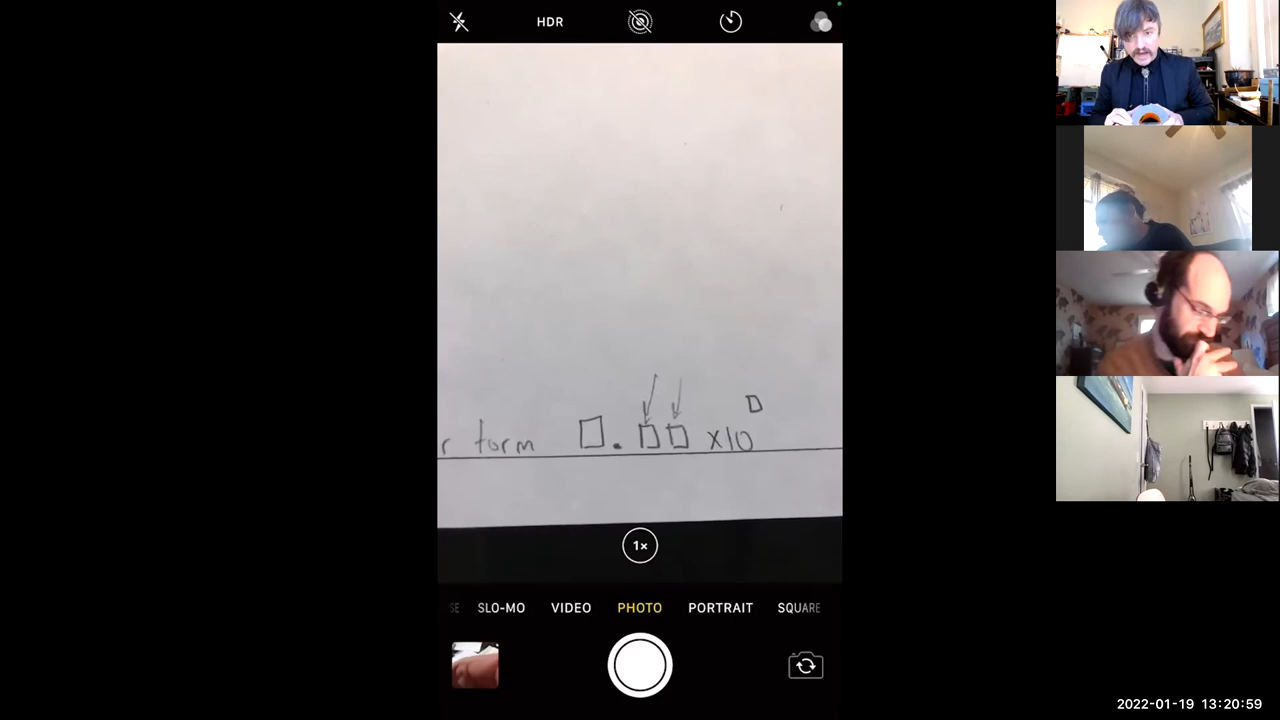 HDR
r form □.□□ x10□
1×
SLO-MO VIDEO PHOTO PORTRAIT SQUARE
2022-01-19 13:20:59